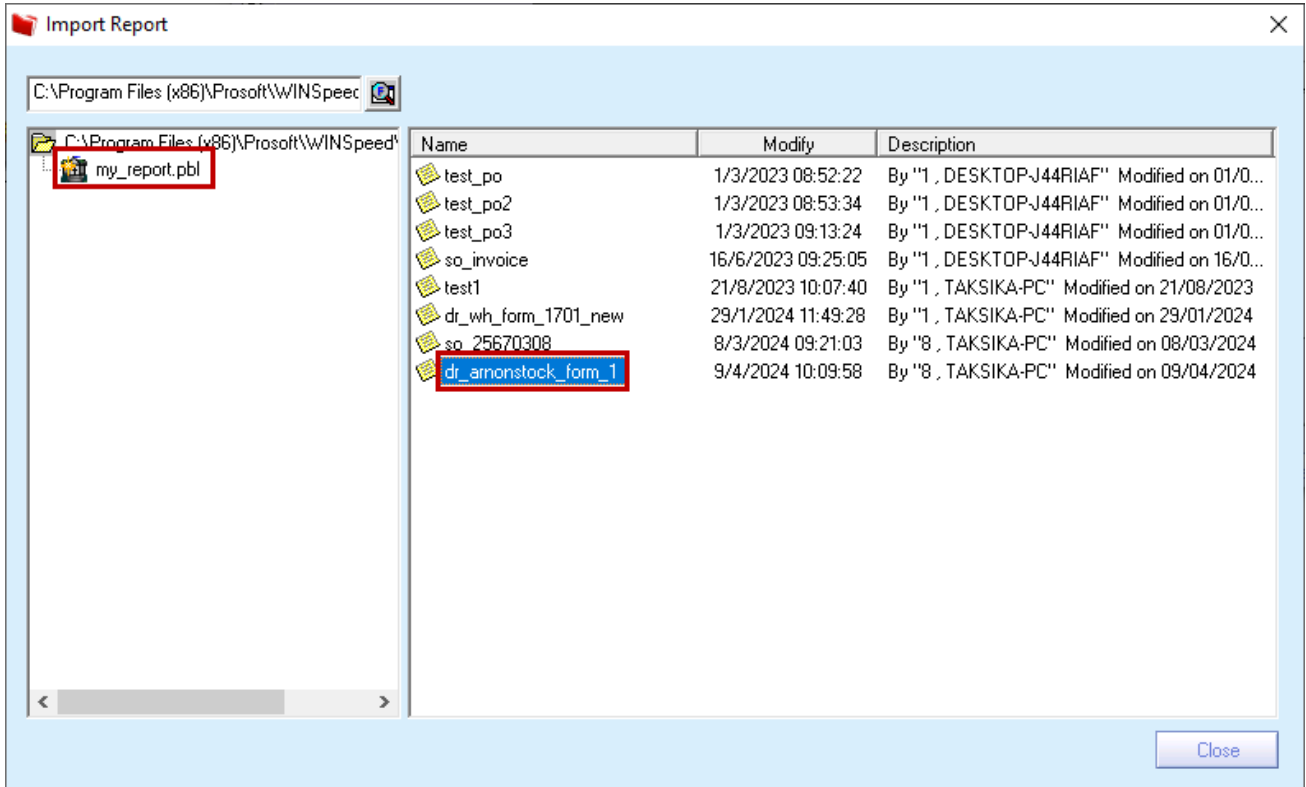 Import Report
C:\Program Files (x86)\Prosoft\WINSpeec
C:\Program Files (x86)\Prosoft\WINSpeed\
my_report.pbl
Name Modify Description
test_po 1/3/2023 08:52:22 By "1 , DESKTOP-J44RIAF" Modified on 01/0...
test_po2 1/3/2023 08:53:34 By "1 , DESKTOP-J44RIAF" Modified on 01/0...
test_po3 1/3/2023 09:13:24 By "1 , DESKTOP-J44RIAF" Modified on 01/0...
so_invoice 16/6/2023 09:25:05 By "1 , DESKTOP-J44RIAF" Modified on 16/0...
test1 21/8/2023 10:07:40 By "1 , TAKSIKA-PC" Modified on 21/08/2023
dr_wh_form_1701_new 29/1/2024 11:49:28 By "1 , TAKSIKA-PC" Modified on 29/01/2024
so_25670308 8/3/2024 09:21:03 By "8 , TAKSIKA-PC" Modified on 08/03/2024
dr_arnonstock_form_1 9/4/2024 10:09:58 By "8 , TAKSIKA-PC" Modified on 09/04/2024
Close